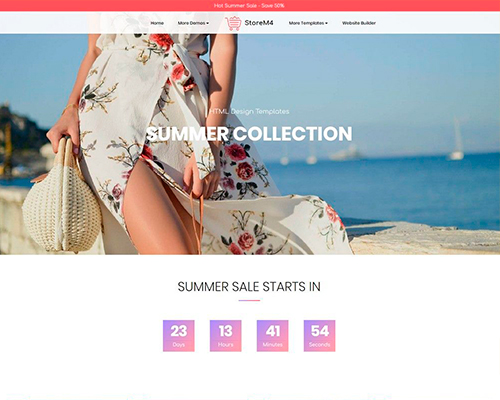 Hot Summer Sale - Save 50%
Home More Demos StoreM4 More Templates Website Builder
HTML Design Templates
SUMMER COLLECTION
SUMMER SALE STARTS IN
23 13 41 54
Days Hours Minutes Seconds